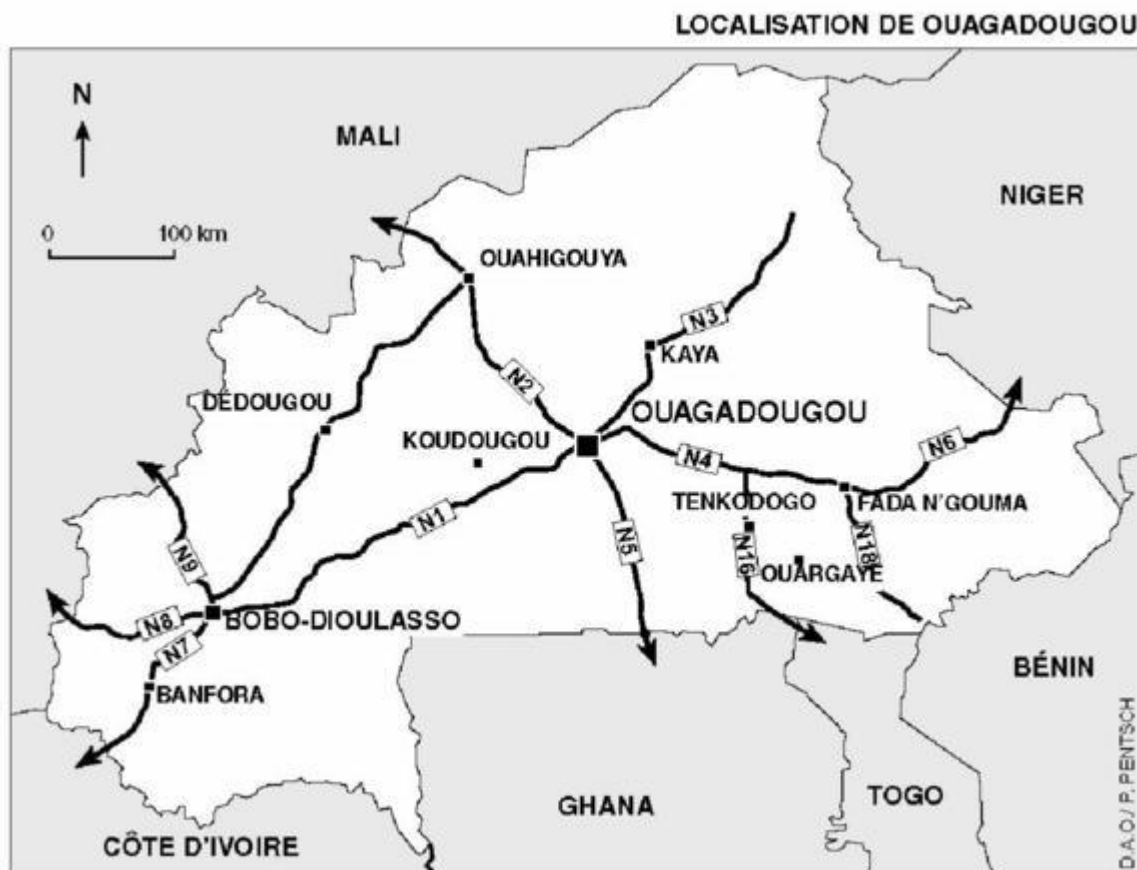 LOCALISATION DE OUAGADOUGOU
N
MALI
NIGER
0 100 km
OUAHIGOUYA
N3
KAYA
N2
DÉDOUGOU
OUAGADOUGOU
KOUDOUGOU
N6
N4
TENKODOGO
FADA N'GOUMA
N1
N5
N16
N18
OUARGAYE
N9
N8
BOBO-DIOULASSO
N7
BANFORA
BÉNIN
GHANA
TOGO
CÔTE D'IVOIRE
D.A.O./ P. PENTSCH